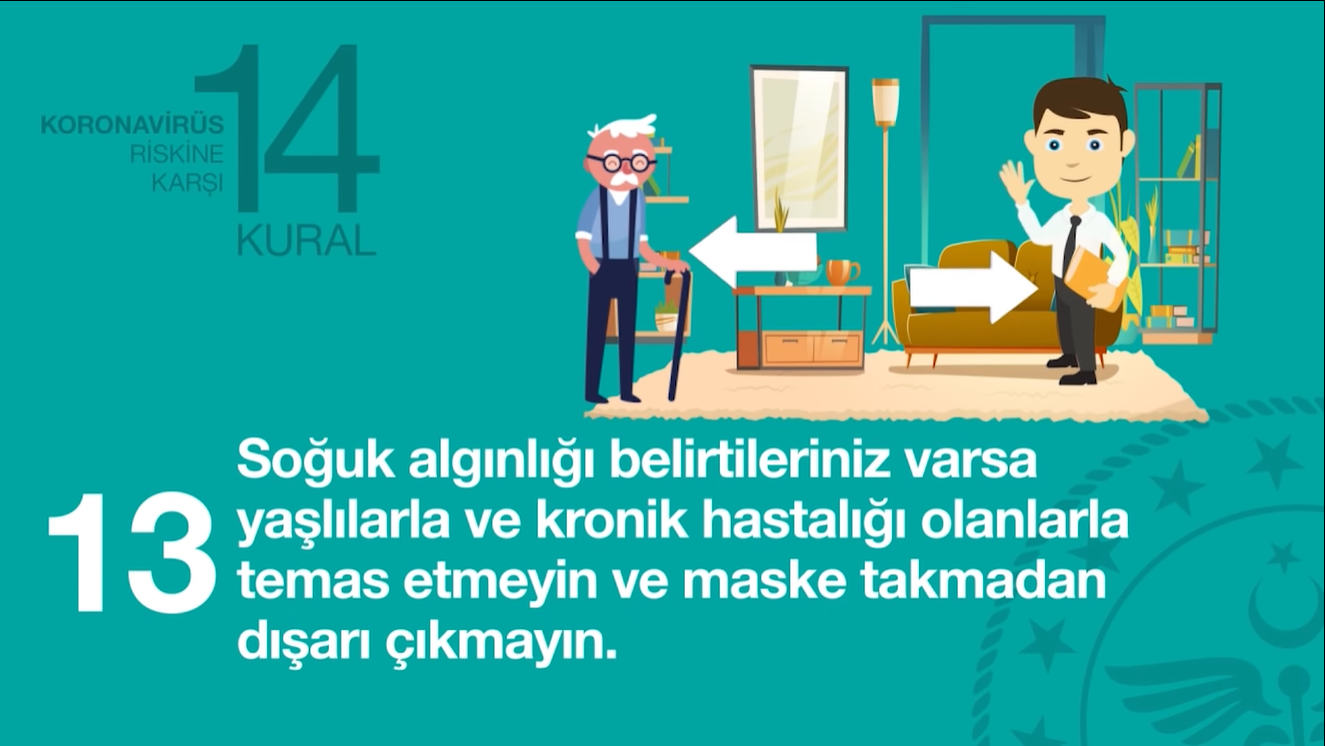 KORONAVİRÜS
RİSKİNE
KARŞI
14
KURAL
13
Soğuk algınlığı belirtileriniz varsa
yaşlılarla ve kronik hastalığı olanlarla
temas etmeyin ve maske takmadan
dışarı çıkmayın.